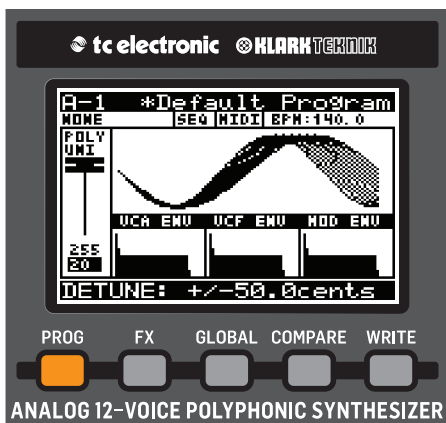 tc electronic KLARK TEKNIK
A-1 *Default Program
NONE SEQ MIDI BPM:140.0
POLY
UNI
VCA ENV VCF ENV MOD ENV
255
20
DETUNE: +/-50.0cents
PROG FX GLOBAL COMPARE WRITE
ANALOG 12-VOICE POLYPHONIC SYNTHESIZER